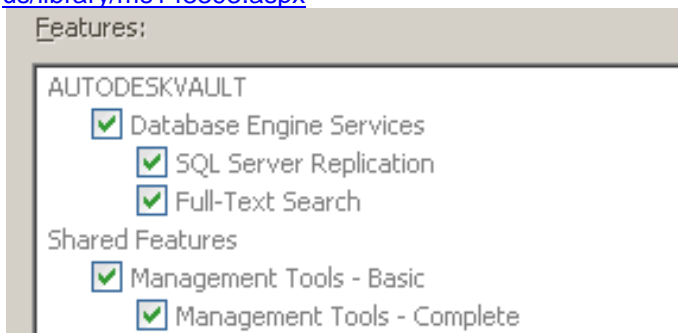 Features:
AUTODESKVAULT
Database Engine Services
SQL Server Replication
Full-Text Search
Shared Features
Management Tools - Basic
Management Tools - Complete